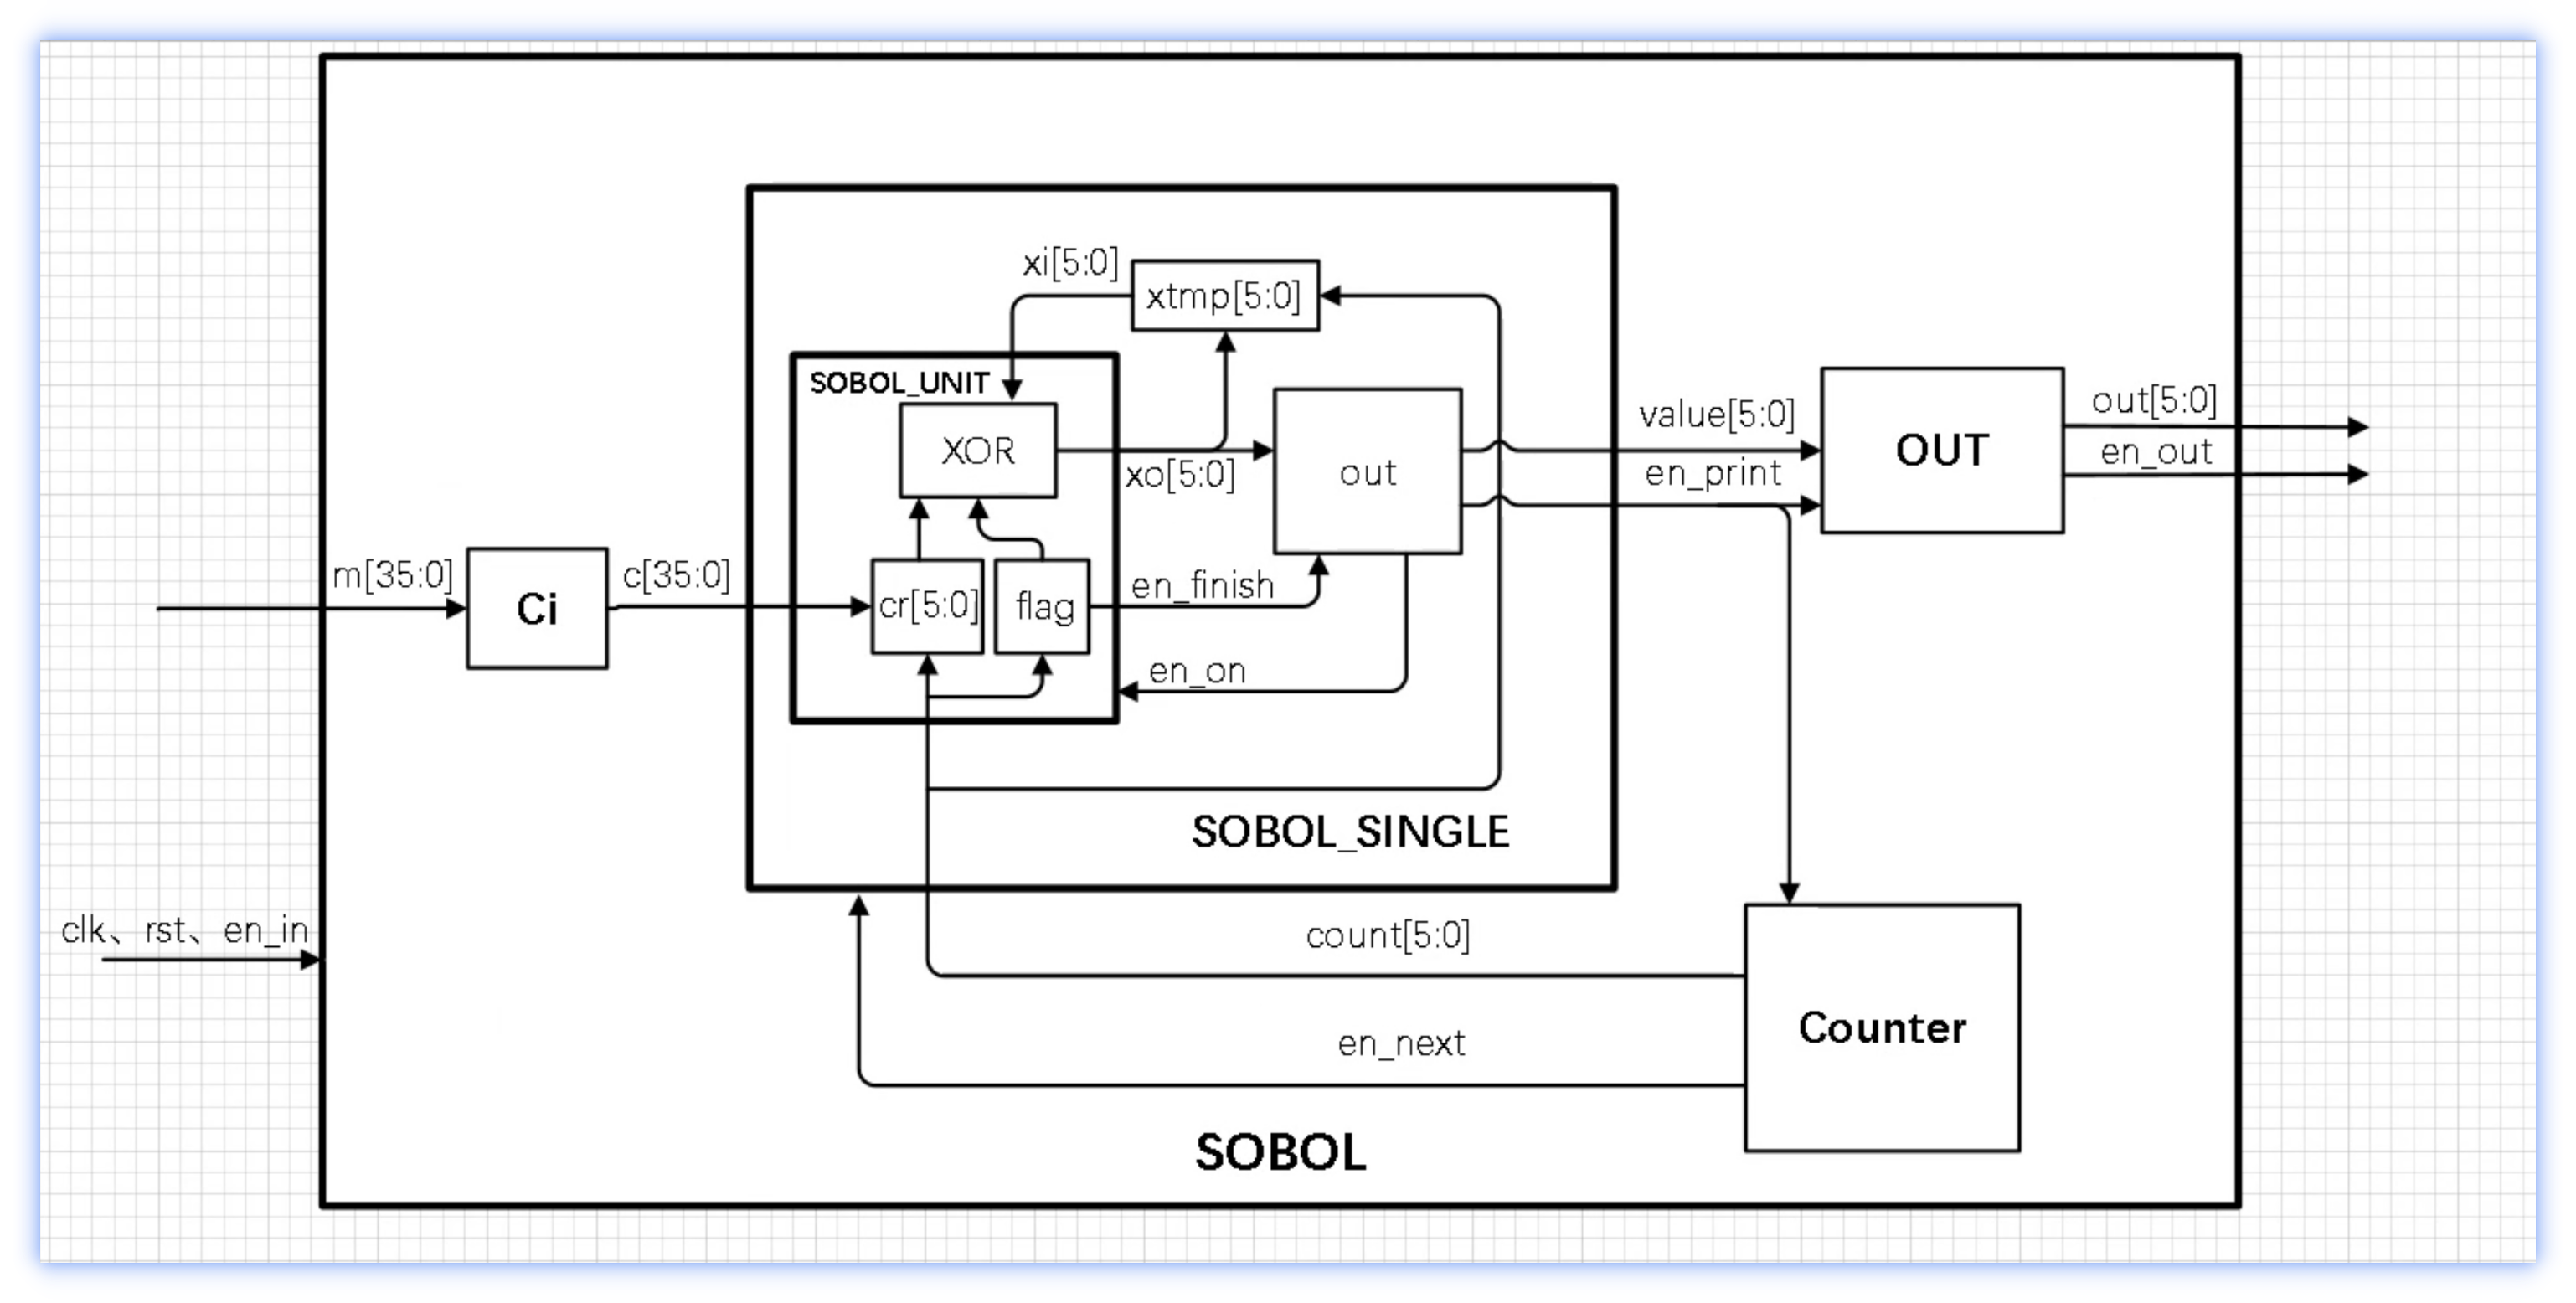 xi[5:0]
xtmp[5:0]
SOBOL_UNIT
XOR
xo[5:0]
out
value[5:0]
en_print
OUT
out[5:0]
en_out
m[35:0]
Ci
c[35:0]
cr[5:0]
flag
en_finish
en_on
SOBOL_SINGLE
clk、rst、en_in
count[5:0]
en_next
Counter
SOBOL